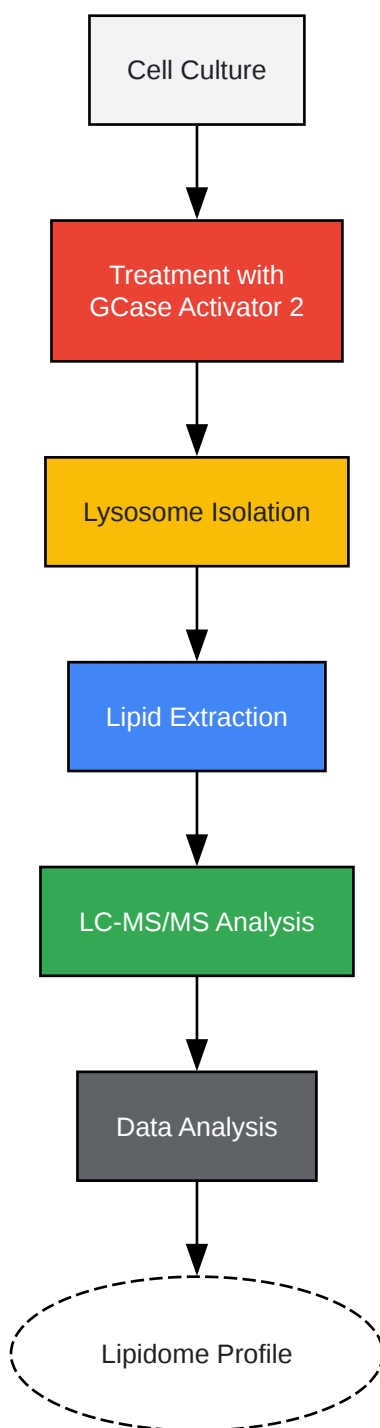 Cell Culture
Treatment with
GCase Activator 2
Lysosome Isolation
Lipid Extraction
LC-MS/MS Analysis
Data Analysis
Lipidome Profile